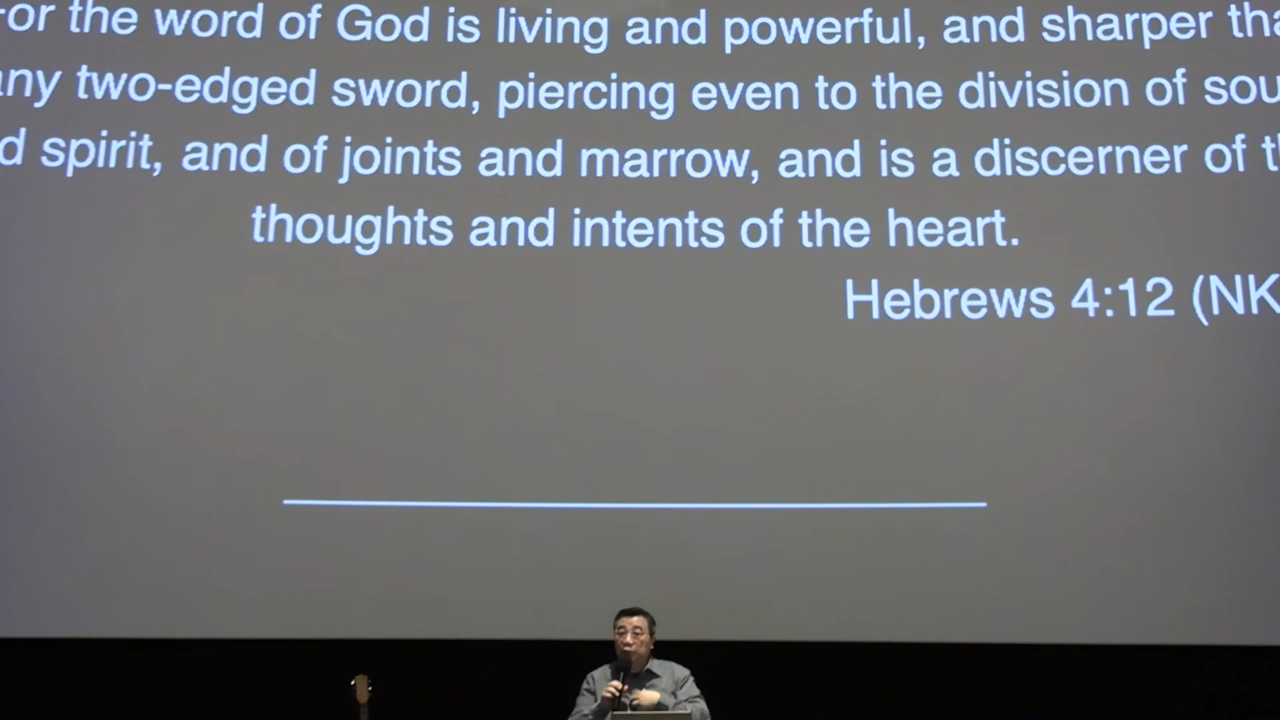 For the word of God is living and powerful, and sharper tha
any two-edged sword, piercing even to the division of sou
d spirit, and of joints and marrow, and is a discerner of t
thoughts and intents of the heart.
Hebrews 4:12 (NK